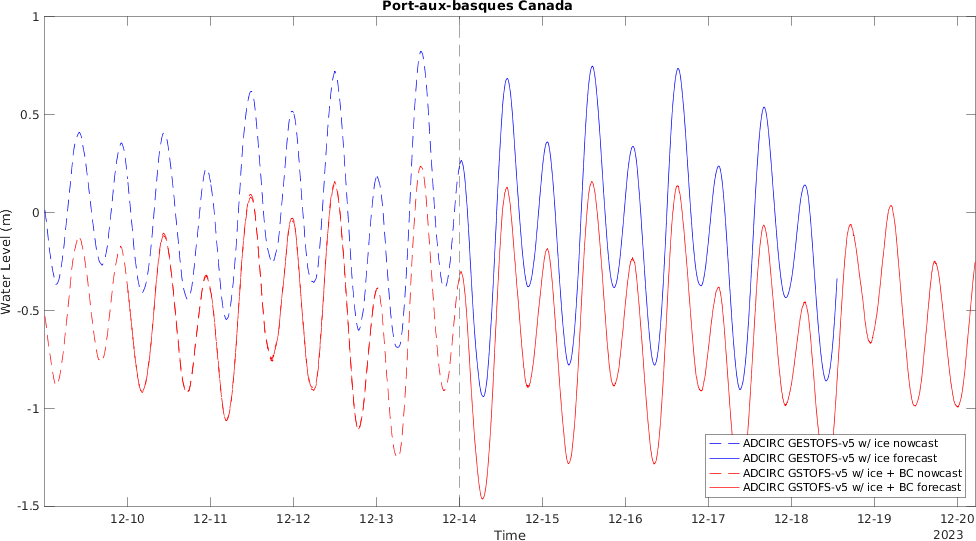 Port-aux-basques Canada
1
0.5
0
-0.5
-1
-1.5
Water Level (m)
12-10 12-11 12-12 12-13 12-14 12-15 12-16 12-17 12-18 12-19 12-20
Time
2023
ADCIRC GESTOFS-v5 w/ ice nowcast
ADCIRC GESTOFS-v5 w/ ice forecast
ADCIRC GSTOFS-v5 w/ ice + BC nowcast
ADCIRC GSTOFS-v5 w/ ice + BC forecast